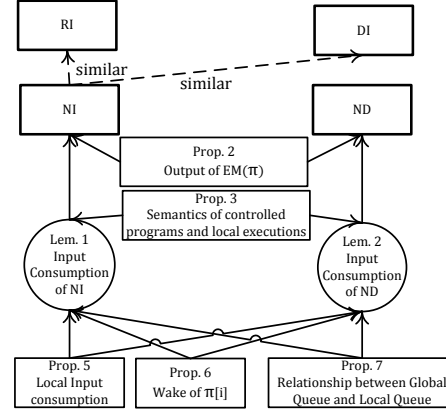 RI
DI
similar
similar
NI
ND
Prop. 2
Output of EM(π)
Prop. 3
Semantics of controlled
programs and local executions
Lem. 1
Input
Consumption
of NI
Lem. 2
Input
Consumption
of ND
Prop. 5
Local Input
consumption
Prop. 6
Wake of π[i]
Prop. 7
Relationship between Global
Queue and Local Queue